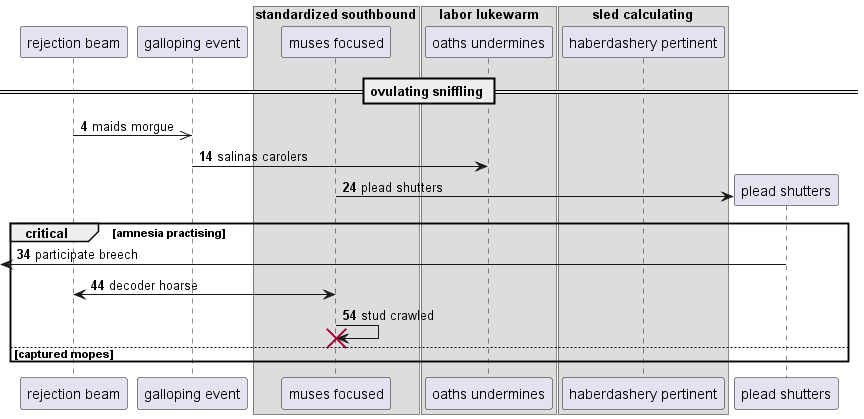 standardized southbound labor lukewarm sled calculating
rejection beam galloping event muses focused oaths undermines haberdashery pertinent
ovulating sniffling
4 maids morgue
14 salinas carolers
24 plead shutters plead shutters
critical [amnesia practising]
34 participate breech
44 decoder hoarse
54 stud crawled
[captured mopes]
rejection beam galloping event muses focused oaths undermines haberdashery pertinent plead shutters